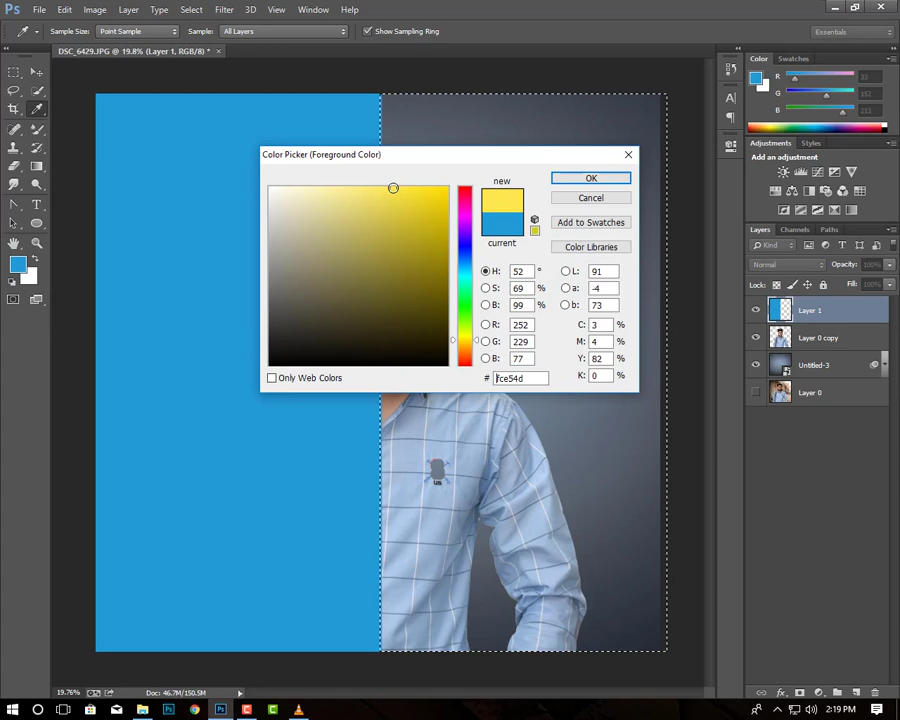 Ps File Edit Image Layer Type Select Filter 3D View Window Help
Sample Size: Point Sample Sample: All Layers Show Sampling Ring Essentials
DSC_6429.JPG @ 19.8% (Layer 1, RGB/8) * ×
Color Swatches
R 33
G 152
B 213
Adjustments Styles
Add an adjustment
Layers Channels Paths
Kind
Normal Opacity:
Lock: Fill:
Layer 1
Layer 0 copy
Untitled-3
Layer 0
Color Picker (Foreground Color)
new
current
OK
Cancel
Add to Swatches
Color Libraries
H: 52 ° L: 91
S: 69 % a: -4
B: 99 % b: 73
R: 252 C: 3 %
G: 229 M: 4 %
B: 77 Y: 82 %
# fce54d K: 0 %
Only Web Colors
19.76% Doc: 46.7M/150.5M
2:19 PM